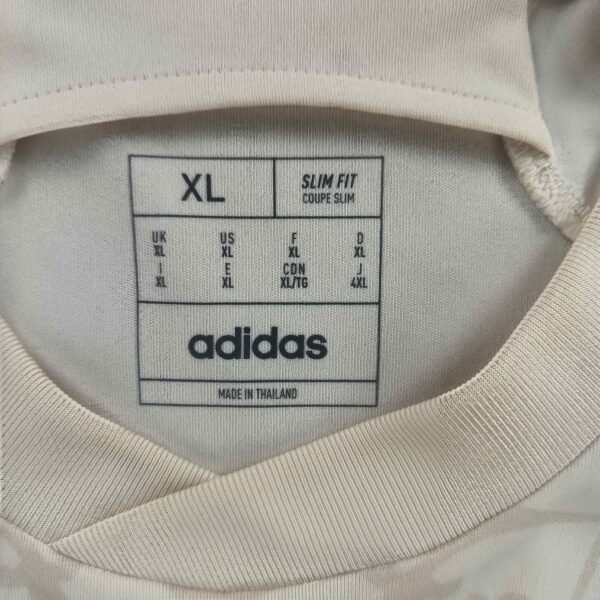 XL
SLIM FIT
COUPE SLIM
UK US F D
XL XL XL XL
I E CDN J
XL XL XL/TG 4XL
adidas
MADE IN THAILAND